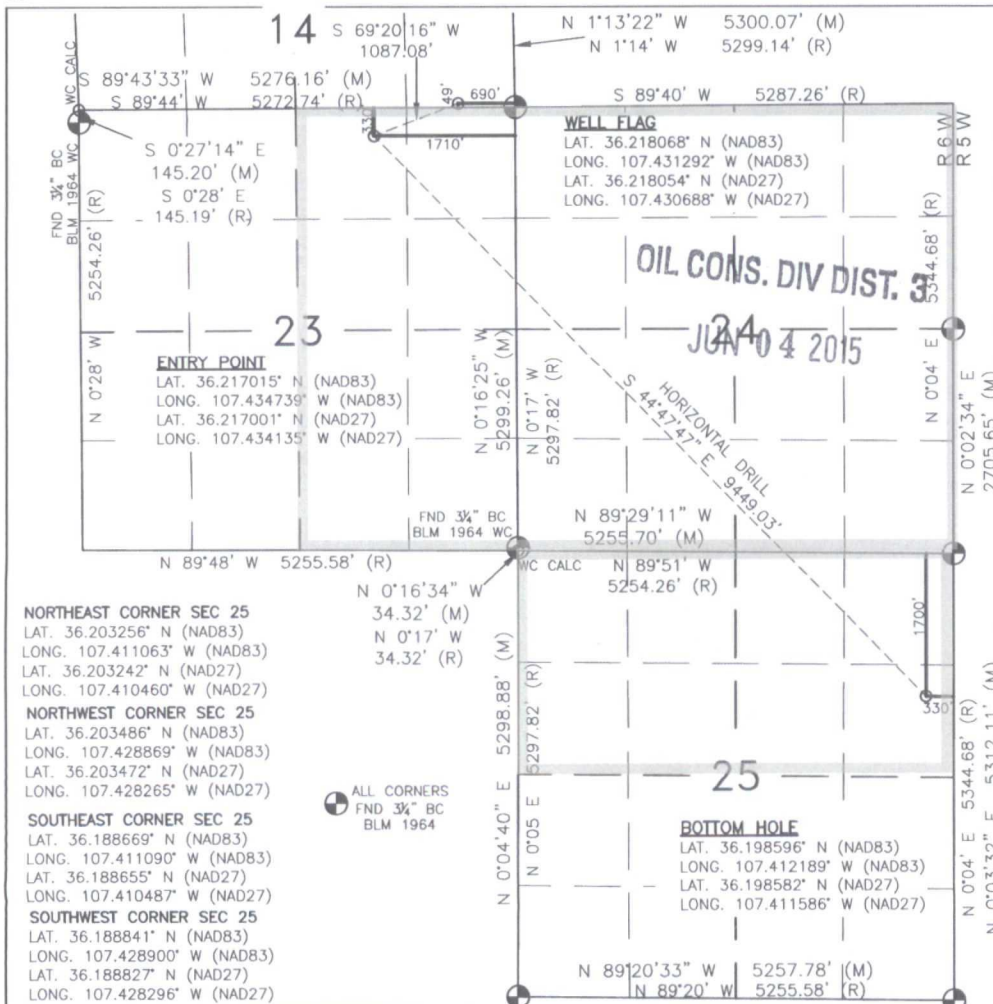 14
S 69°20'16" W
1087.08'
N 1°13'22" W 5300.07' (M)
N 1°14' W 5299.14' (R)
WC CALC
S 89°43'33" W 5276.16' (M)
S 89°44' W 5272.74' (R)
49'
690'
S 89°40' W 5287.26' (R)
330'
1710'
S 0°27'14" E
145.20' (M)
S 0°28' E
145.19' (R)
FND 3¼" BC
BLM 1964 WC
WELL FLAG
LAT. 36.218068° N (NAD83)
LONG. 107.431292° W (NAD83)
LAT. 36.218054° N (NAD27)
LONG. 107.430688° W (NAD27)
R 6 W
R 5 W
N 0°28' W 5254.26' (R)
OIL CONS. DIV DIST. 3
JUN 04 2015
23
24
N 0°04' E 5344.68' (R)
ENTRY POINT
LAT. 36.217015° N (NAD83)
LONG. 107.434739° W (NAD83)
LAT. 36.217001° N (NAD27)
LONG. 107.434135° W (NAD27)
N 0°16'25" W
5299.26' (M)
N 0°17' W
5297.82' (R)
HORIZONTAL DRILL
S 44°47'47" E 9449.03'
N 0°02'34" E
2705.65' (M)
FND 3¼" BC
BLM 1964 WC
N 89°29'11" W
5255.70' (M)
N 89°48' W 5255.58' (R)
WC CALC
N 89°51' W
5254.26' (R)
N 0°16'34" W
34.32' (M)
N 0°17' W
34.32' (R)
1700'
330'
NORTHEAST CORNER SEC 25
LAT. 36.203256° N (NAD83)
LONG. 107.411063° W (NAD83)
LAT. 36.203242° N (NAD27)
LONG. 107.410460° W (NAD27)
NORTHWEST CORNER SEC 25
LAT. 36.203486° N (NAD83)
LONG. 107.428869° W (NAD83)
LAT. 36.203472° N (NAD27)
LONG. 107.428265° W (NAD27)
N 0°04'40" E 5298.88' (M)
N 0°05 E 5297.82' (R)
25
ALL CORNERS
FND 3¼" BC
BLM 1964
SOUTHEAST CORNER SEC 25
LAT. 36.188669° N (NAD83)
LONG. 107.411090° W (NAD83)
LAT. 36.188655° N (NAD27)
LONG. 107.410487° W (NAD27)
BOTTOM HOLE
LAT. 36.198596° N (NAD83)
LONG. 107.412189° W (NAD83)
LAT. 36.198582° N (NAD27)
LONG. 107.411586° W (NAD27)
N 0°04' E 5344.68' (R)
N 0°03'32" E 5312.11' (M)
SOUTHWEST CORNER SEC 25
LAT. 36.188841° N (NAD83)
LONG. 107.428900° W (NAD83)
LAT. 36.188827° N (NAD27)
LONG. 107.428296° W (NAD27)
N 89°20'33" W 5257.78' (M)
N 89°20' W 5255.58' (R)